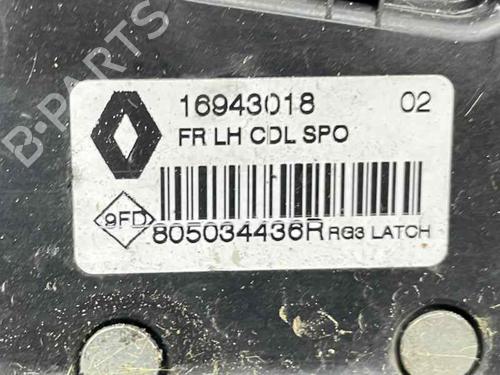 B-PARTS
16943018 02
FR LH CDL SPO
9FD 805034436R RG3 LATCH